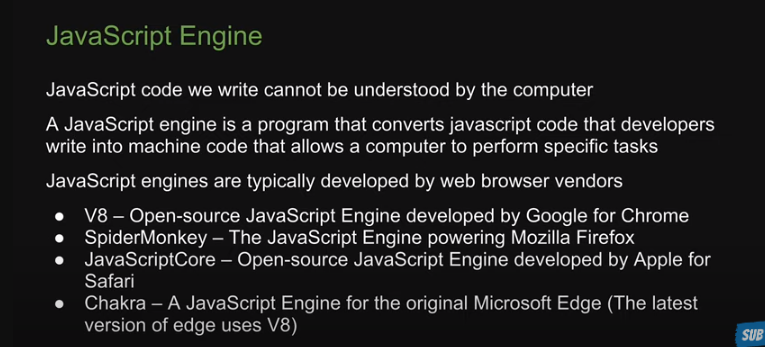 JavaScript Engine
JavaScript code we write cannot be understood by the computer
A JavaScript engine is a program that converts javascript code that developers
write into machine code that allows a computer to perform specific tasks
JavaScript engines are typically developed by web browser vendors
● V8 – Open-source JavaScript Engine developed by Google for Chrome
● SpiderMonkey – The JavaScript Engine powering Mozilla Firefox
● JavaScriptCore – Open-source JavaScript Engine developed by Apple for
Safari
● Chakra – A JavaScript Engine for the original Microsoft Edge (The latest
version of edge uses V8)
SUB